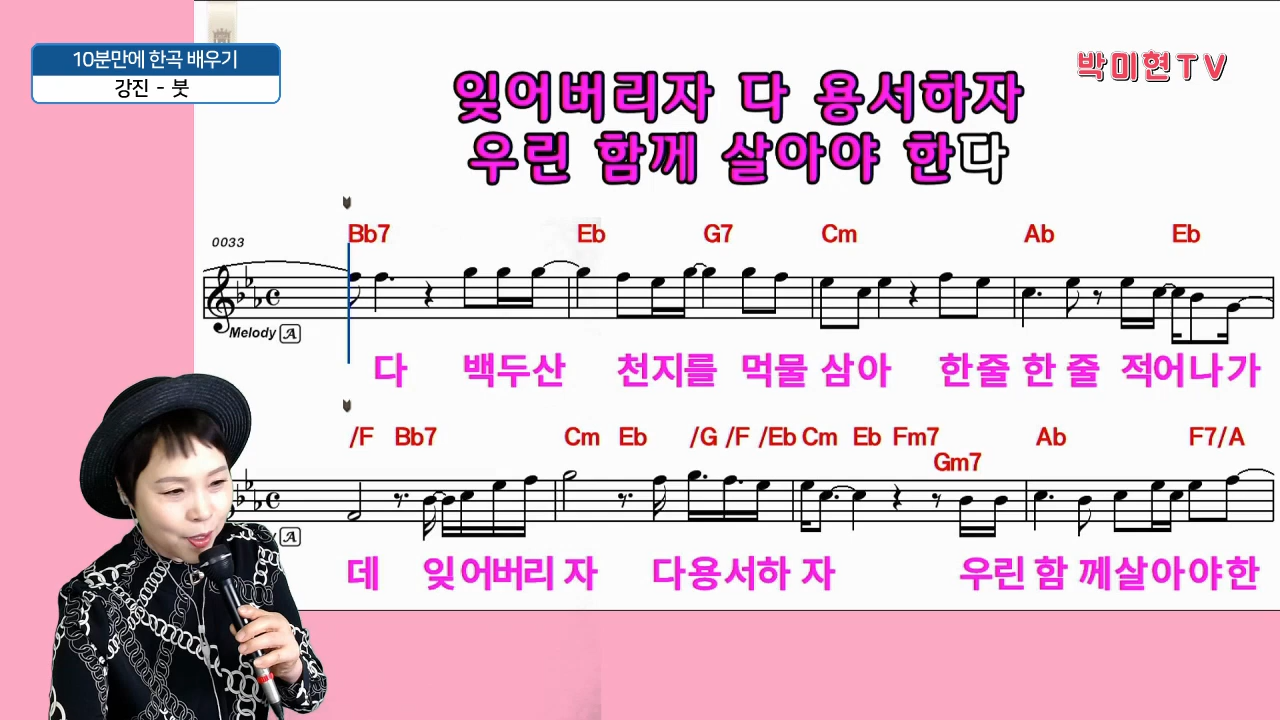 10분만에 한곡 배우기
강진 - 붓
박미현TV
잊어버리자 다 용서하자
우린 함께 살아야 한다
Bb7 Eb G7 Cm Ab Eb
0033
Melody A
다 백두산 천지를 먹물 삼아 한줄 한 줄 적어나가
/F Bb7 Cm Eb /G /F /Eb Cm Eb Fm7 Gm7 Ab F7/A
A
데 잊어버리 자 다용서하 자 우린 함 께살아야한